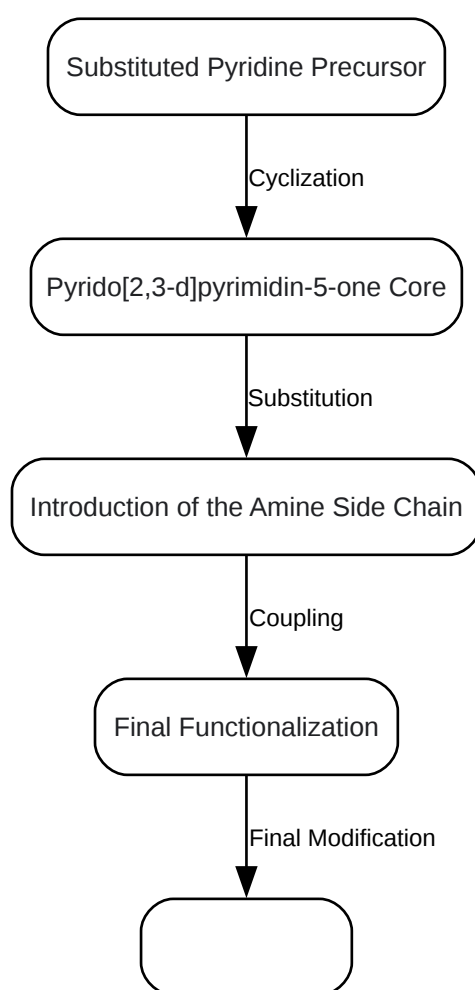 Substituted Pyridine Precursor
Cyclization
Pyrido[2,3-d]pyrimidin-5-one Core
Substitution
Introduction of the Amine Side Chain
Coupling
Final Functionalization
Final Modification